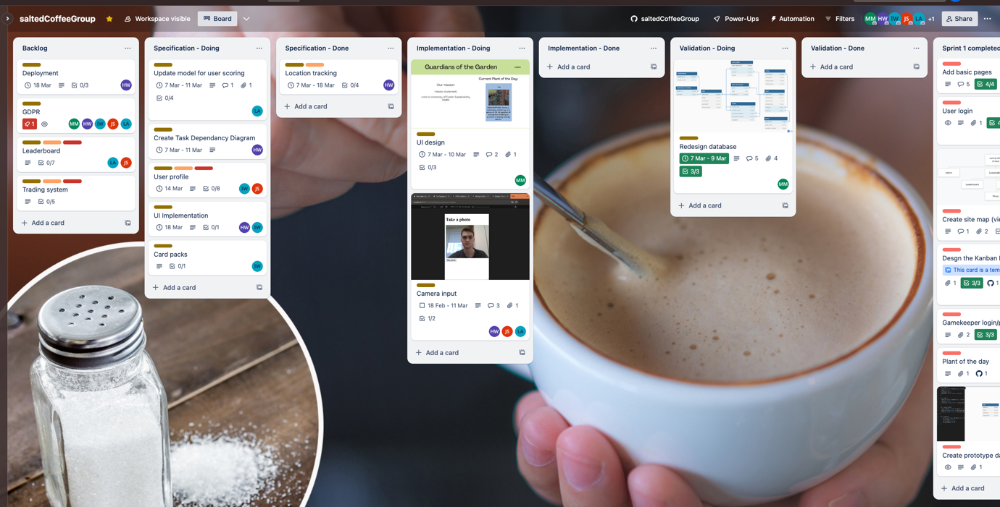 saltedCoffeeGroup
Workspace visible
Board
saltedCoffeeGroup
Power-Ups
Automation
Filters
MM HW IW JS LA +1
Share
Backlog
Deployment
18 Mar 0/3 HW
GDPR
1 MM HW IW JS LA
Leaderboard
0/7 LA JS
Trading system
0/5
Add a card
Specification - Doing
Update model for user scoring
7 Mar - 11 Mar 1 1
0/4
LA
Create Task Dependancy Diagram
7 Mar - 11 Mar HW
User profile
14 Mar 0/8 IW JS
UI Implementation
18 Mar 0/1 HW IW
Card packs
0/1 IW
Add a card
Specification - Done
Location tracking
7 Mar - 18 Mar 0/4 HW
Add a card
Implementation - Doing
Guardians of the Garden
Current Plant of the Day:
Our mission:
mission statement:
UI design
7 Mar - 10 Mar 2 1
0/3
MM
Take a photo
Camera input
18 Feb - 11 Mar 3 1
1/2
HW JS LA
Add a card
Implementation - Done
Add a card
Validation - Doing
Redesign database
7 Mar - 9 Mar 5 4
3/3
MM
Add a card
Validation - Done
Add a card
Sprint 1 completed
Add basic pages
5 4/4
User login
1 4
Create site map (vie
1 2
Desgn the Kanban
This card is a tem
1 3/3 1
Gamekeeper login/p
2 3/3
Plant of the day
1 1
Create prototype da
1
Add a card